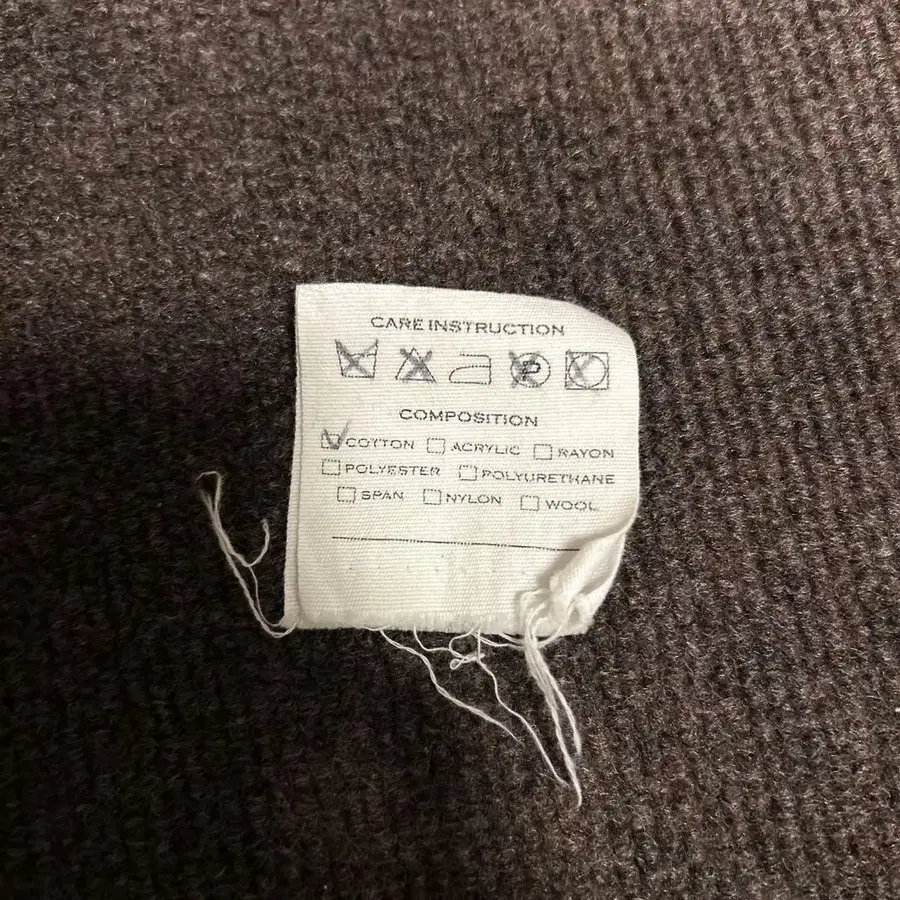 CARE INSTRUCTION
P
COMPOSITION
COTTON ACRYLIC RAYON
POLYESTER POLYURETHANE
SPAN NYLON WOOL